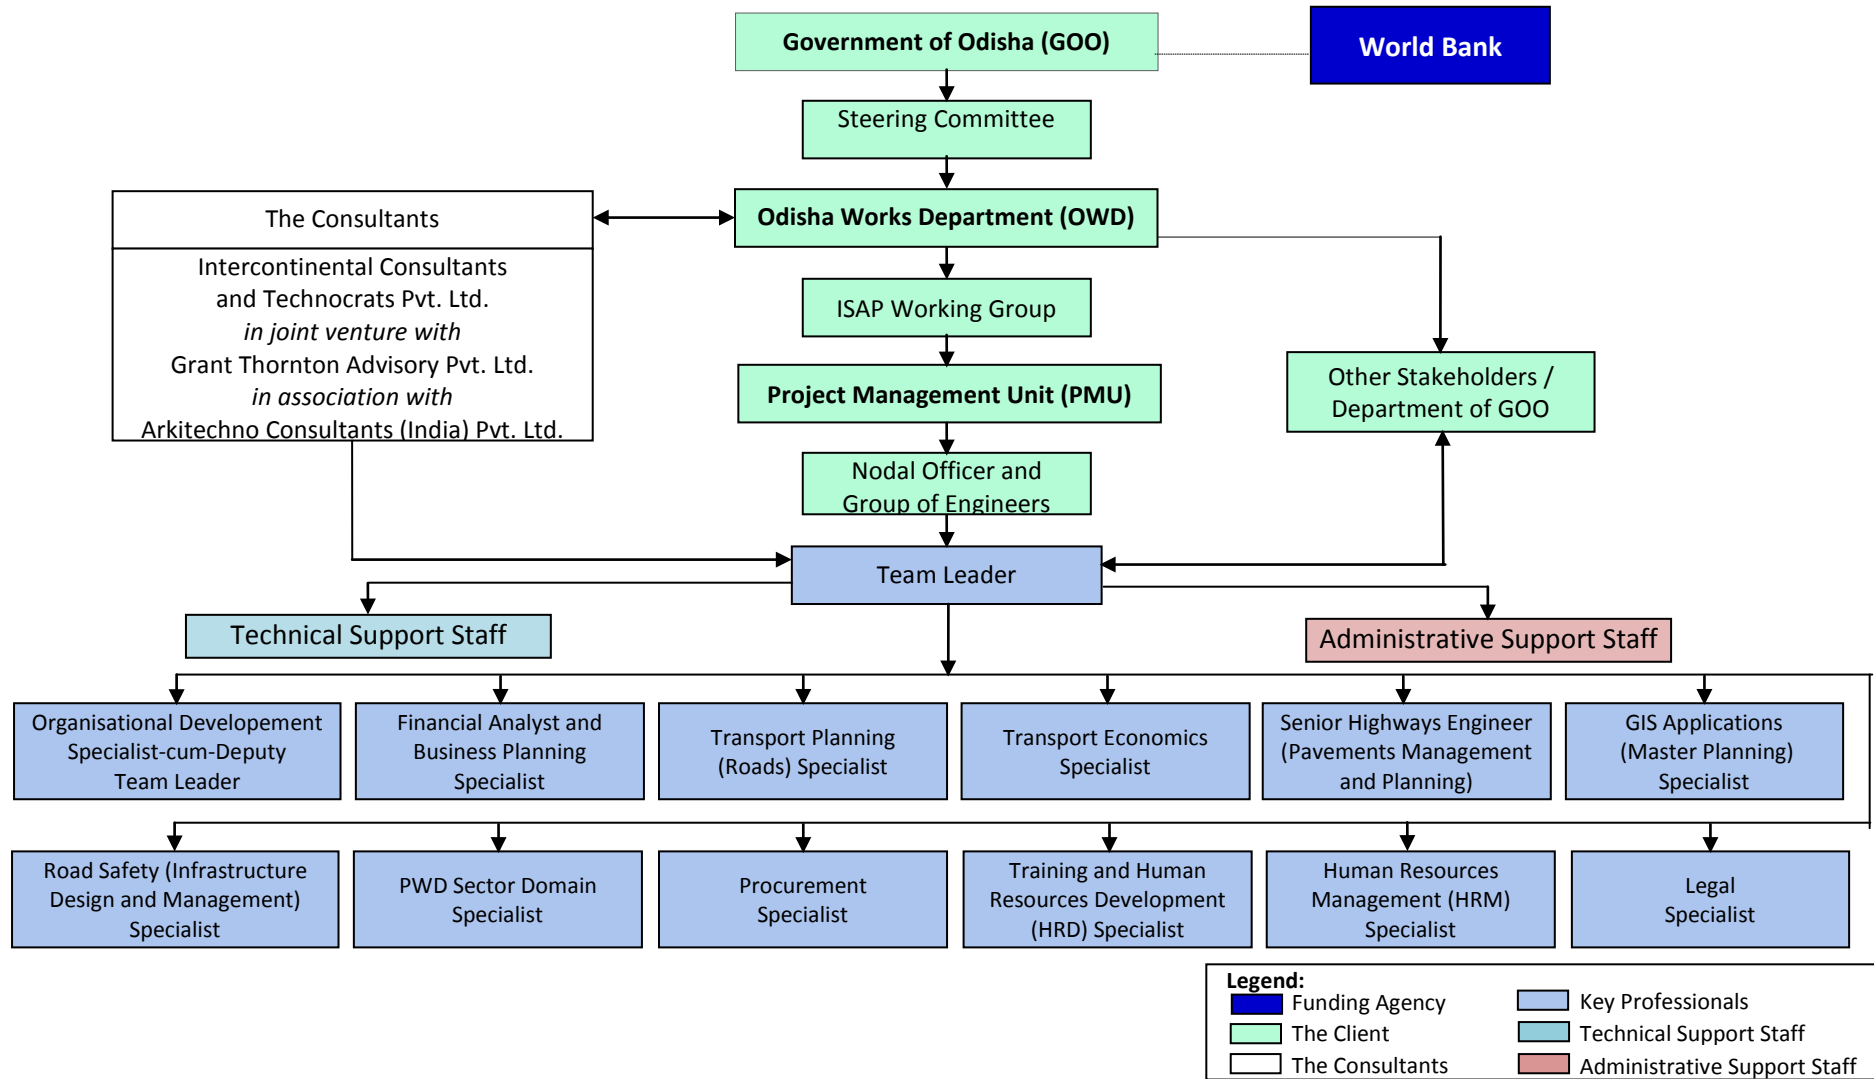 Government of Odisha (GOO)
World Bank
Steering Committee
The Consultants
Odisha Works Department (OWD)
Intercontinental Consultants
and Technocrats Pvt. Ltd.
in joint venture with
Grant Thornton Advisory Pvt. Ltd.
in association with
Arkitechno Consultants (India) Pvt. Ltd.
ISAP Working Group
Project Management Unit (PMU)
Other Stakeholders /
Department of GOO
Nodal Officer and
Group of Engineers
Team Leader
Technical Support Staff
Administrative Support Staff
Organisational Developement
Specialist-cum-Deputy
Team Leader
Financial Analyst and
Business Planning
Specialist
Transport Planning
(Roads) Specialist
Transport Economics
Specialist
Senior Highways Engineer
(Pavements Management
and Planning)
GIS Applications
(Master Planning)
Specialist
Road Safety (Infrastructure
Design and Management)
Specialist
PWD Sector Domain
Specialist
Procurement
Specialist
Training and Human
Resources Development
(HRD) Specialist
Human Resources
Management (HRM)
Specialist
Legal
Specialist
Legend:
Funding Agency
The Client
The Consultants
Key Professionals
Technical Support Staff
Administrative Support Staff